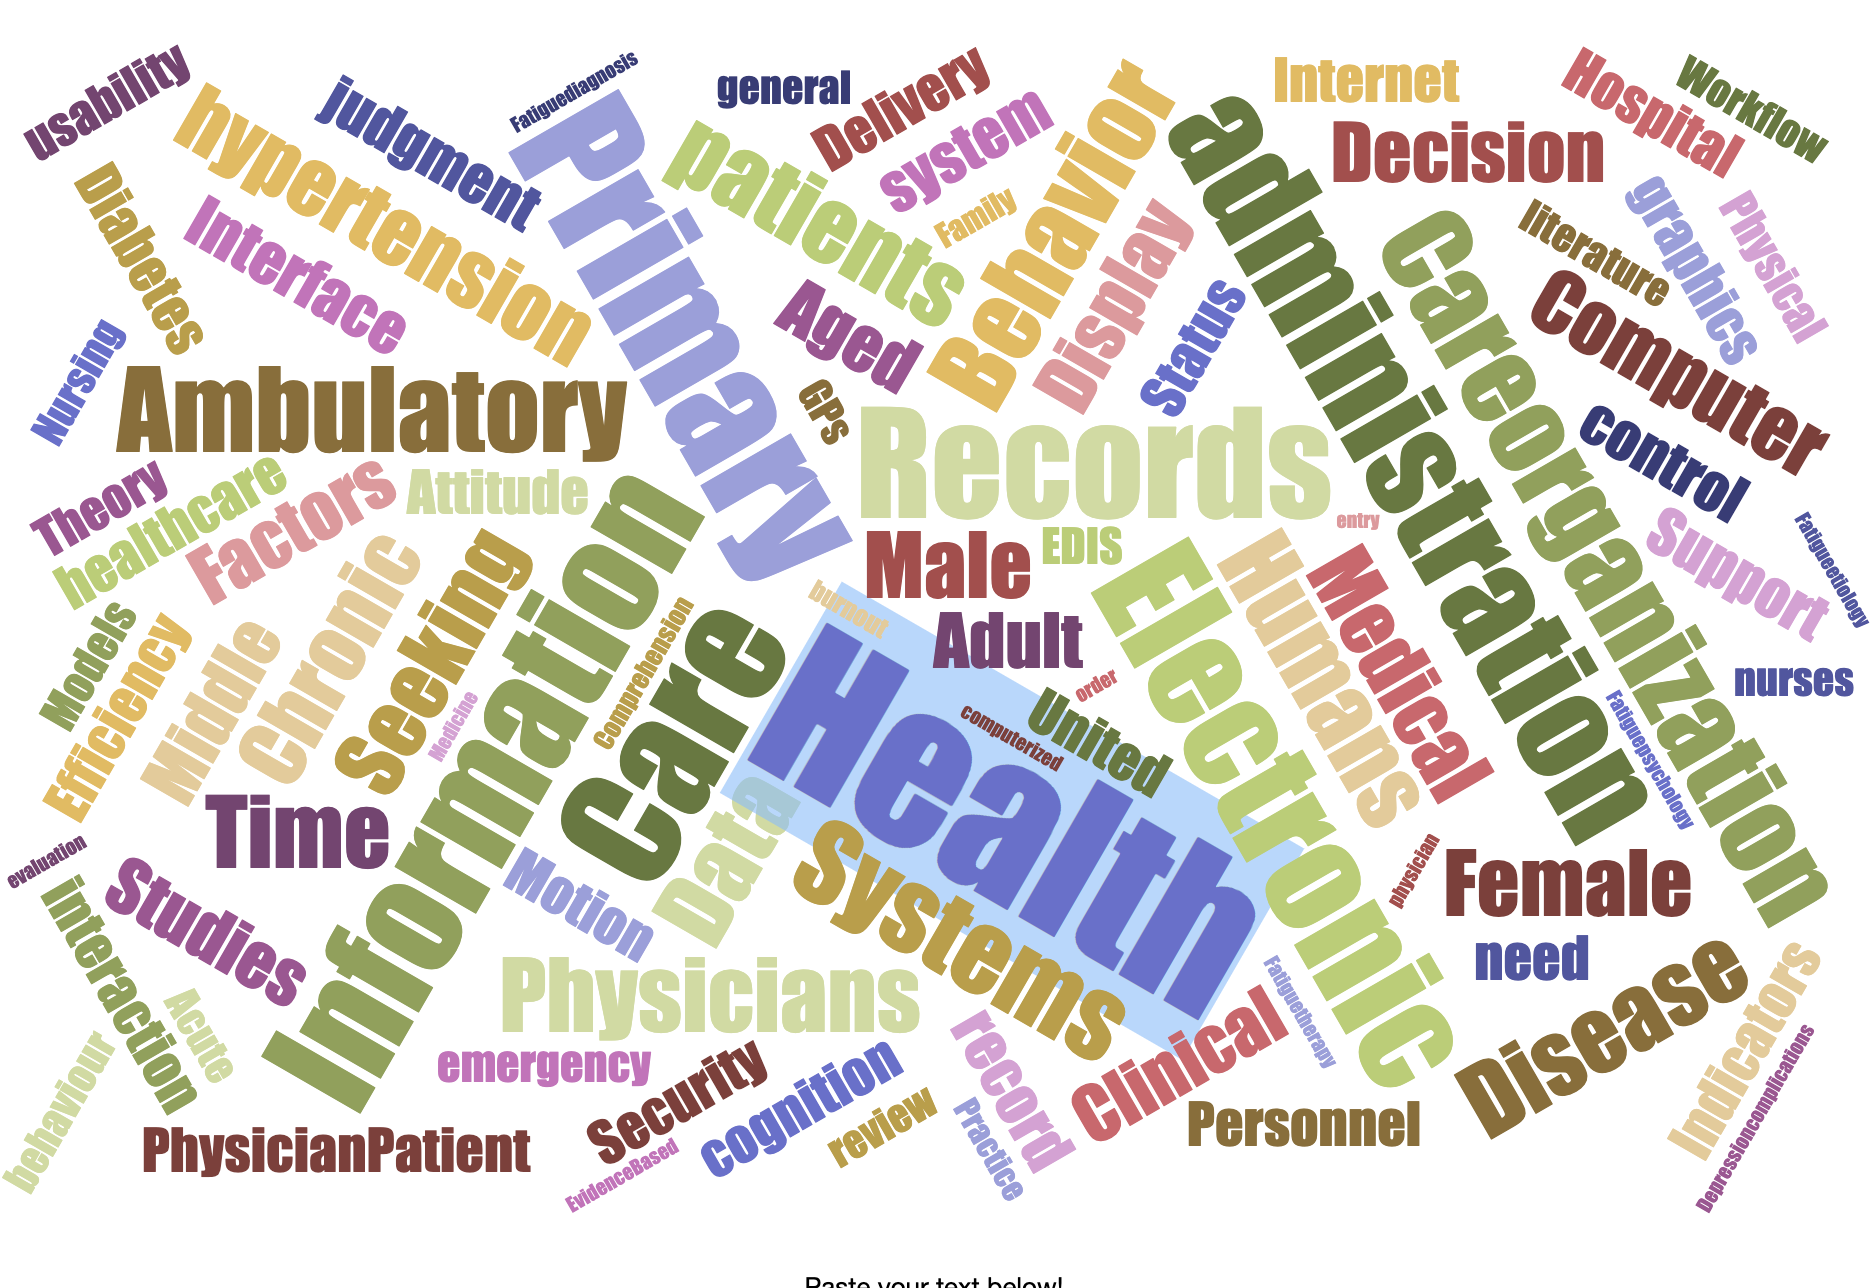 usability
hypertension
judgment
Fatiguediagnosis
general
Delivery
system
Internet
Hospital
Workflow
Diabetes
Interface
Primary
patients
Family
Behavior
administration
Decision
literature
graphics
Physical
Nursing
Aged
Display
Status
Careorganization
Computer
Ambulatory
GPS
Records
control
Theory
healthcare
Factors
Attitude
entry
Support
Fatigueetiology
Chronic
Seeking
Information
Male
EDIS
Electronic
Humans
Medical
Models
Efficiency
Middle
Medicine
Comprehension
Care
burnout
Adult
order
United
computerized
Health
nurses
Fatiguepsychology
Time
Data
Systems
evaluation
Studies
Motion
physician
Female
need
interaction
Acute
Physicians
Fatiguetherapy
Disease
Indicators
behaviour
emergency
Security
cognition
review
record
Clinical
Personnel
Practice
PhysicianPatient
EvidenceBased
Depressioncomplications
Paste your text below!